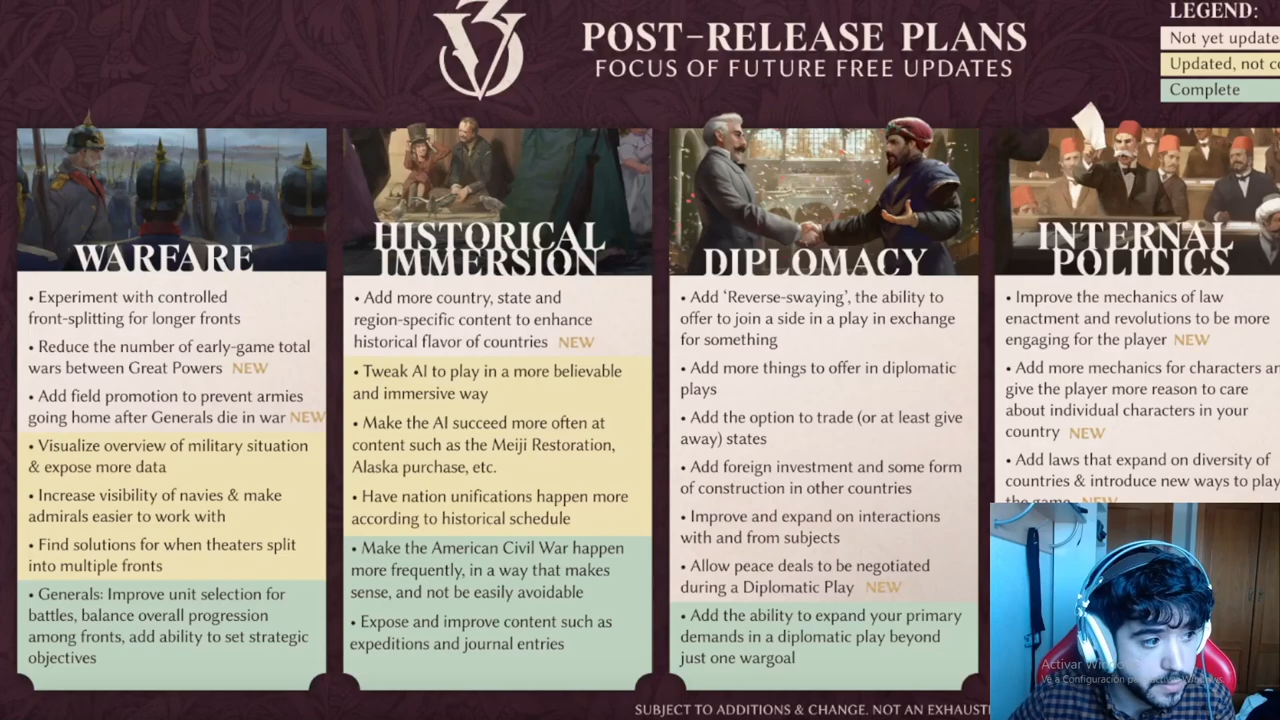 V3
POST-RELEASE PLANS
FOCUS OF FUTURE FREE UPDATES
LEGEND:
Not yet update
Updated, not
Complete
WARFARE
• Experiment with controlled
front-splitting for longer fronts
• Reduce the number of early-game total
wars between Great Powers NEW
• Add field promotion to prevent armies
going home after Generals die in war NEW
• Visualize overview of military situation
& expose more data
• Increase visibility of navies & make
admirals easier to work with
• Find solutions for when theaters split
into multiple fronts
• Generals: Improve unit selection for
battles, balance overall progression
among fronts, add ability to set strategic
objectives
HISTORICAL
IMMERSION
• Add more country, state and
region-specific content to enhance
historical flavor of countries NEW
• Tweak AI to play in a more believable
and immersive way
• Make the AI succeed more often at
content such as the Meiji Restoration,
Alaska purchase, etc.
• Have nation unifications happen more
according to historical schedule
• Make the American Civil War happen
more frequently, in a way that makes
sense, and not be easily avoidable
• Expose and improve content such as
expeditions and journal entries
DIPLOMACY
• Add ‘Reverse-swaying’, the ability to
offer to join a side in a play in exchange
for something
• Add more things to offer in diplomatic
plays
• Add the option to trade (or at least give
away) states
• Add foreign investment and some form
of construction in other countries
• Improve and expand on interactions
with and from subjects
• Allow peace deals to be negotiated
during a Diplomatic Play NEW
• Add the ability to expand your primary
demands in a diplomatic play beyond
just one wargoal
INTERNAL
POLITICS
• Improve the mechanics of law
enactment and revolutions to be more
engaging for the player NEW
• Add more mechanics for characters
give the player more reason to care
about individual characters in your
country NEW
• Add laws that expand on diversity of
countries & introduce new ways to play
the game NEW
SUBJECT TO ADDITIONS & CHANGE. NOT AN
Activar Windows
Ve a Configuración para activar Windows.